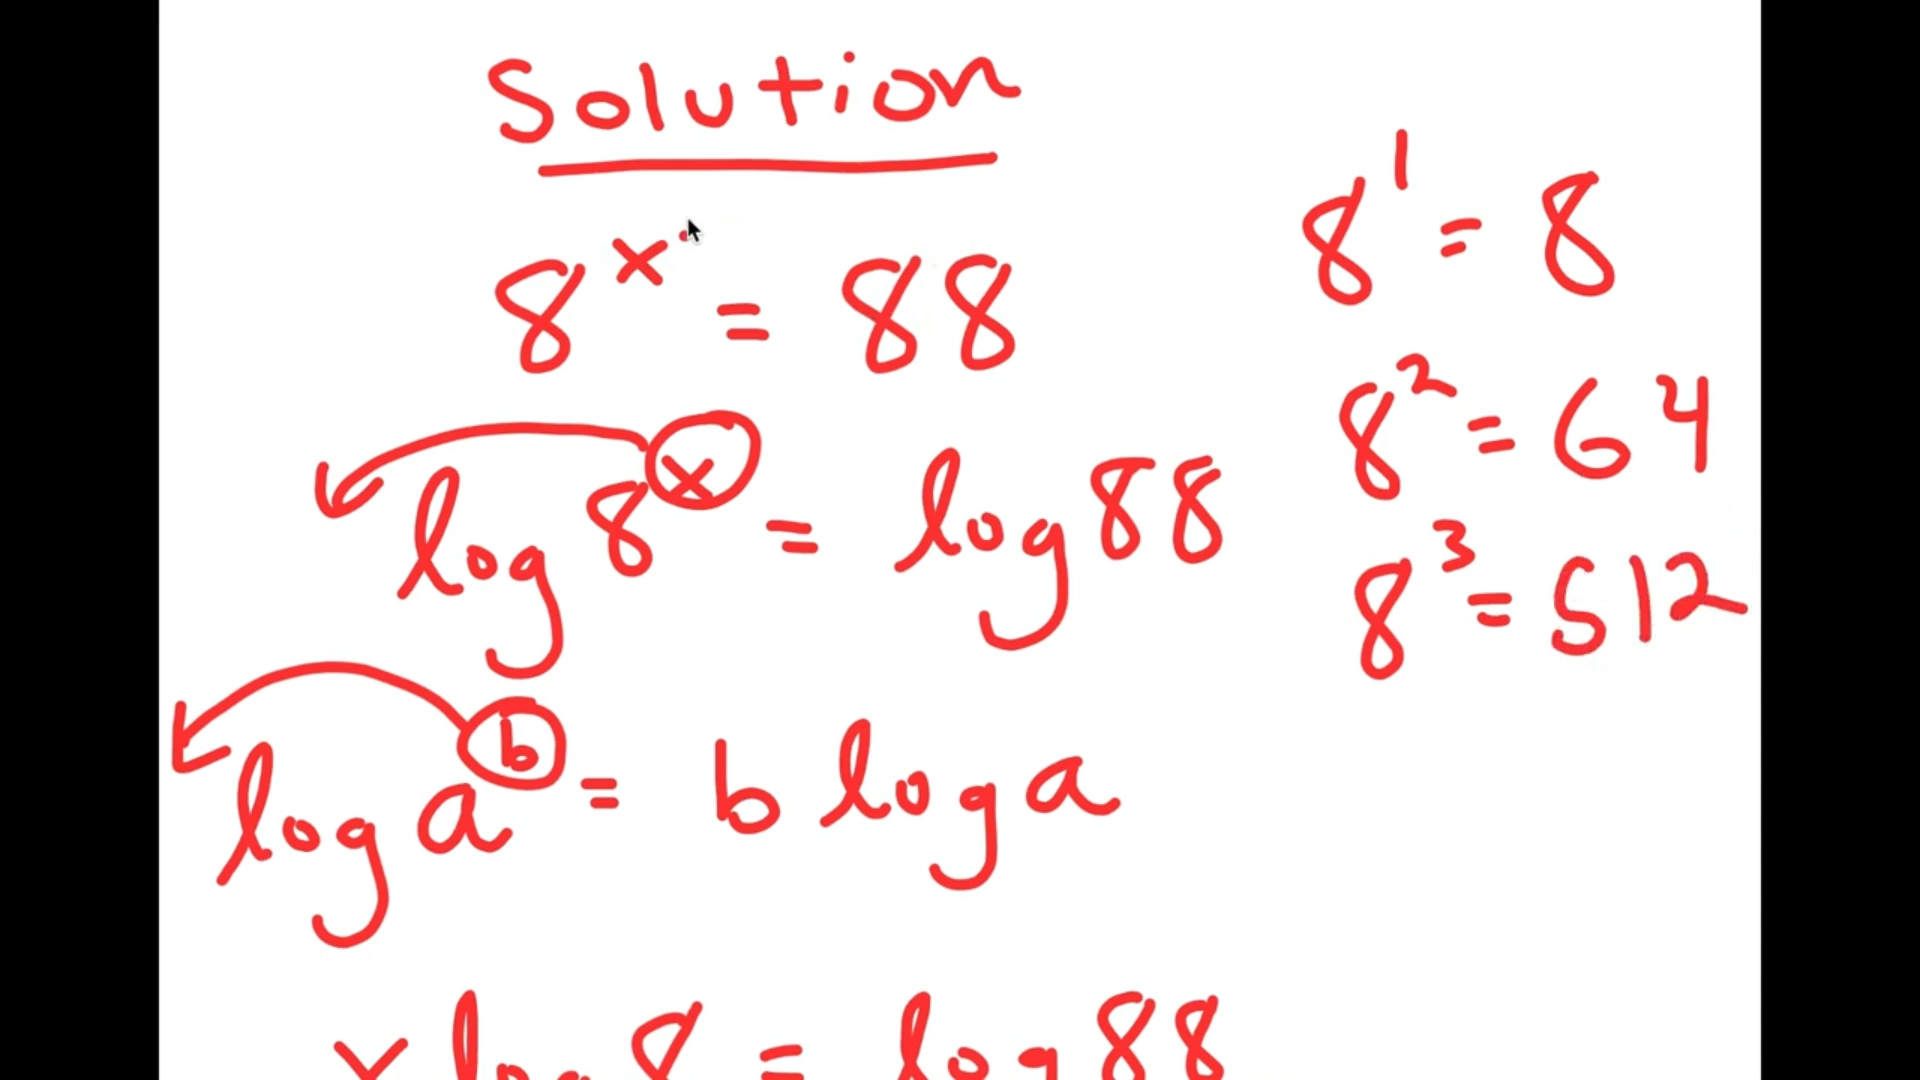 Solution
8^x = 88
log 8^x = log 88
log a^b = b log a
x log 8 = log 88
8^1 = 8
8^2 = 64
8^3 = 512